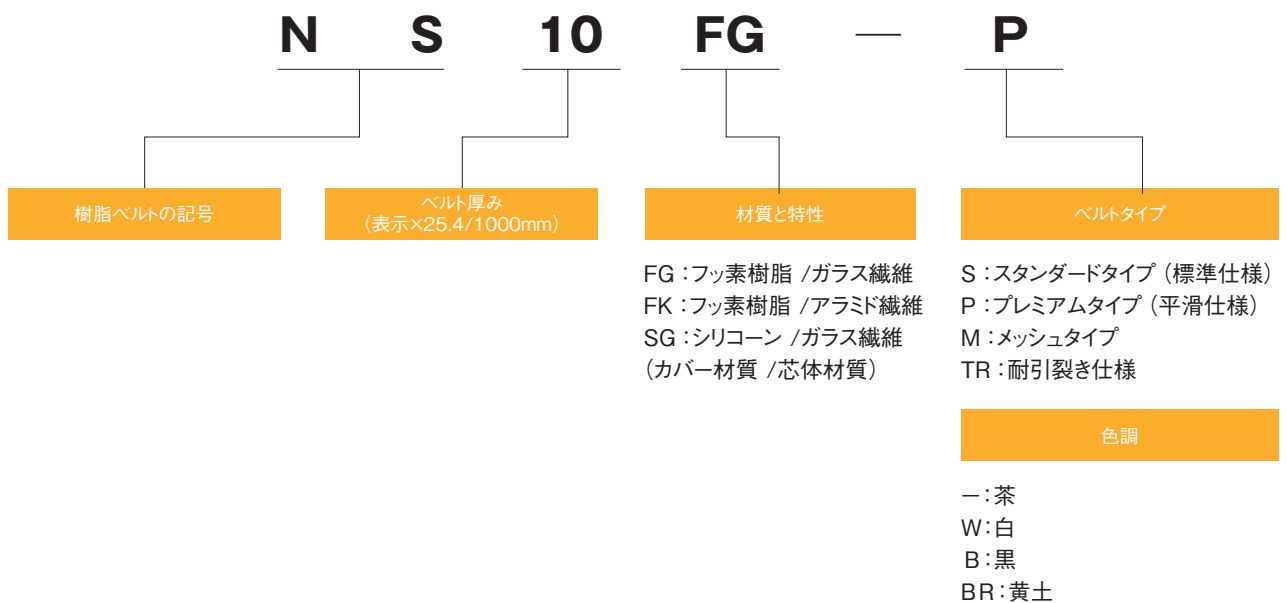 N S 10 FG — P
樹脂ベルトの記号
ベルト厚み
（表示×25.4/1000mm）
材質と特性
FG：フッ素樹脂 /ガラス繊維
FK：フッ素樹脂 /アラミド繊維
SG：シリコーン /ガラス繊維
（カバー材質 /芯体材質）
ベルトタイプ
S：スタンダードタイプ（標準仕様）
P：プレミアムタイプ（平滑仕様）
M：メッシュタイプ
TR：耐引裂き仕様
色調
－：茶
W：白
B：黒
BR：黄土